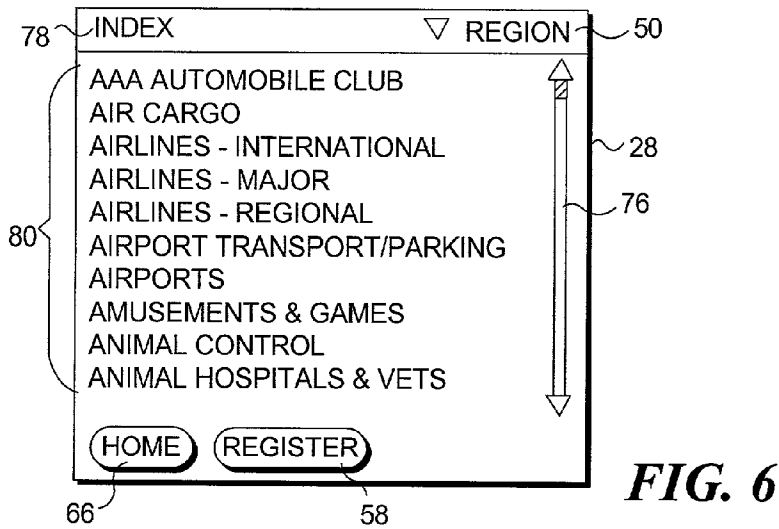 78 INDEX ▽ REGION 50
AAA AUTOMOBILE CLUB
AIR CARGO
AIRLINES - INTERNATIONAL 28
AIRLINES - MAJOR
AIRLINES - REGIONAL 76
80 AIRPORT TRANSPORT/PARKING
AIRPORTS
AMUSEMENTS & GAMES
ANIMAL CONTROL
ANIMAL HOSPITALS & VETS
HOME REGISTER
66 58
FIG. 6